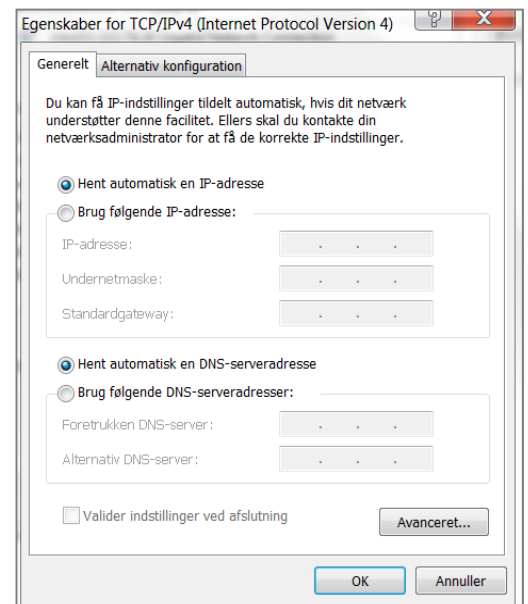 Egenskaber for TCP/IPv4 (Internet Protocol Version 4)
Generelt
Alternativ konfiguration
Du kan få IP-indstillinger tildelt automatisk, hvis dit netværk
understøtter denne facilitet. Ellers skal du kontakte din
netværksadministrator for at få de korrekte IP-indstillinger.
Hent automatisk en IP-adresse
Brug følgende IP-adresse:
IP-adresse:
Undernetmaske:
Standardgateway:
Hent automatisk en DNS-serveradresse
Brug følgende DNS-serveradresser:
Foretrukken DNS-server:
Alternativ DNS-server:
Valider indstillinger ved afslutning
Avanceret...
OK
Annuller